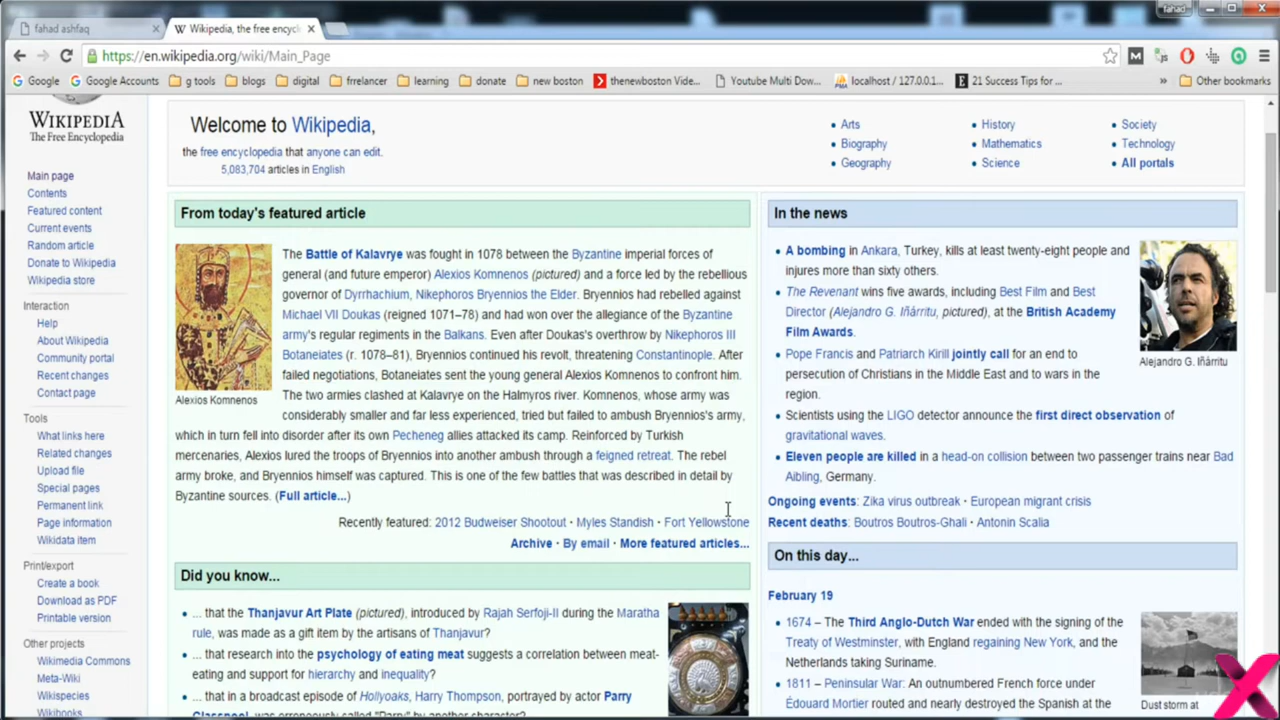 fahad
fahad ashfaq
Wikipedia, the free encycl
https://en.wikipedia.org/wiki/Main_Page
Google
Google Accounts
g tools
blogs
digital
frrelancer
learning
donate
new boston
thenewboston Vide...
Youtube Multi Dow...
localhost / 127.0.0.1...
21 Success Tips for ...
Other bookmarks
WIKIPEDIA
The Free Encyclopedia
Main page
Contents
Featured content
Current events
Random article
Donate to Wikipedia
Wikipedia store
Interaction
Help
About Wikipedia
Community portal
Recent changes
Contact page
Tools
What links here
Related changes
Upload file
Special pages
Permanent link
Page information
Wikidata item
Print/export
Create a book
Download as PDF
Printable version
Other projects
Wikimedia Commons
Meta-Wiki
Wikispecies
Wikibooks
Welcome to Wikipedia,
the free encyclopedia that anyone can edit.
5,083,704 articles in English
Arts
Biography
Geography
History
Mathematics
Science
Society
Technology
All portals
From today's featured article
The Battle of Kalavrye was fought in 1078 between the Byzantine imperial forces of
general (and future emperor) Alexios Komnenos (pictured) and a force led by the rebellious
governor of Dyrrhachium, Nikephoros Bryennios the Elder. Bryennios had rebelled against
Michael VII Doukas (reigned 1071–78) and had won over the allegiance of the Byzantine
army's regular regiments in the Balkans. Even after Doukas's overthrow by Nikephoros III
Botaneiates (r. 1078–81), Bryennios continued his revolt, threatening Constantinople. After
failed negotiations, Botaneiates sent the young general Alexios Komnenos to confront him.
The two armies clashed at Kalavrye on the Halmyros river. Komnenos, whose army was
considerably smaller and far less experienced, tried but failed to ambush Bryennios's army,
which in turn fell into disorder after its own Pecheneg allies attacked its camp. Reinforced by Turkish
mercenaries, Alexios lured the troops of Bryennios into another ambush through a feigned retreat. The rebel
army broke, and Bryennios himself was captured. This is one of the few battles that was described in detail by
Byzantine sources. (Full article...)
Alexios Komnenos
Recently featured: 2012 Budweiser Shootout · Myles Standish · Fort Yellowstone
Archive · By email · More featured articles...
Did you know...
... that the Thanjavur Art Plate (pictured), introduced by Rajah Serfoji-II during the Maratha
rule, was made as a gift item by the artisans of Thanjavur?
... that research into the psychology of eating meat suggests a correlation between meat-
eating and support for hierarchy and inequality?
... that in a broadcast episode of Hollyoaks, Harry Thompson, portrayed by actor Parry
Glasspool, was erroneously called "Parry" by another character?
In the news
A bombing in Ankara, Turkey, kills at least twenty-eight people and
injures more than sixty others.
The Revenant wins five awards, including Best Film and Best
Director (Alejandro G. Iñárritu, pictured), at the British Academy
Film Awards.
Pope Francis and Patriarch Kirill jointly call for an end to
persecution of Christians in the Middle East and to wars in the
region.
Scientists using the LIGO detector announce the first direct observation of
gravitational waves.
Eleven people are killed in a head-on collision between two passenger trains near Bad
Aibling, Germany.
Alejandro G. Iñárritu
Ongoing events: Zika virus outbreak · European migrant crisis
Recent deaths: Boutros Boutros-Ghali · Antonin Scalia
On this day...
February 19
1674 – The Third Anglo-Dutch War ended with the signing of the
Treaty of Westminster, with England regaining New York, and the
Netherlands taking Suriname.
1811 – Peninsular War: An outnumbered French force under
Édouard Mortier routed and nearly destroyed the Spanish at the
Dust storm at